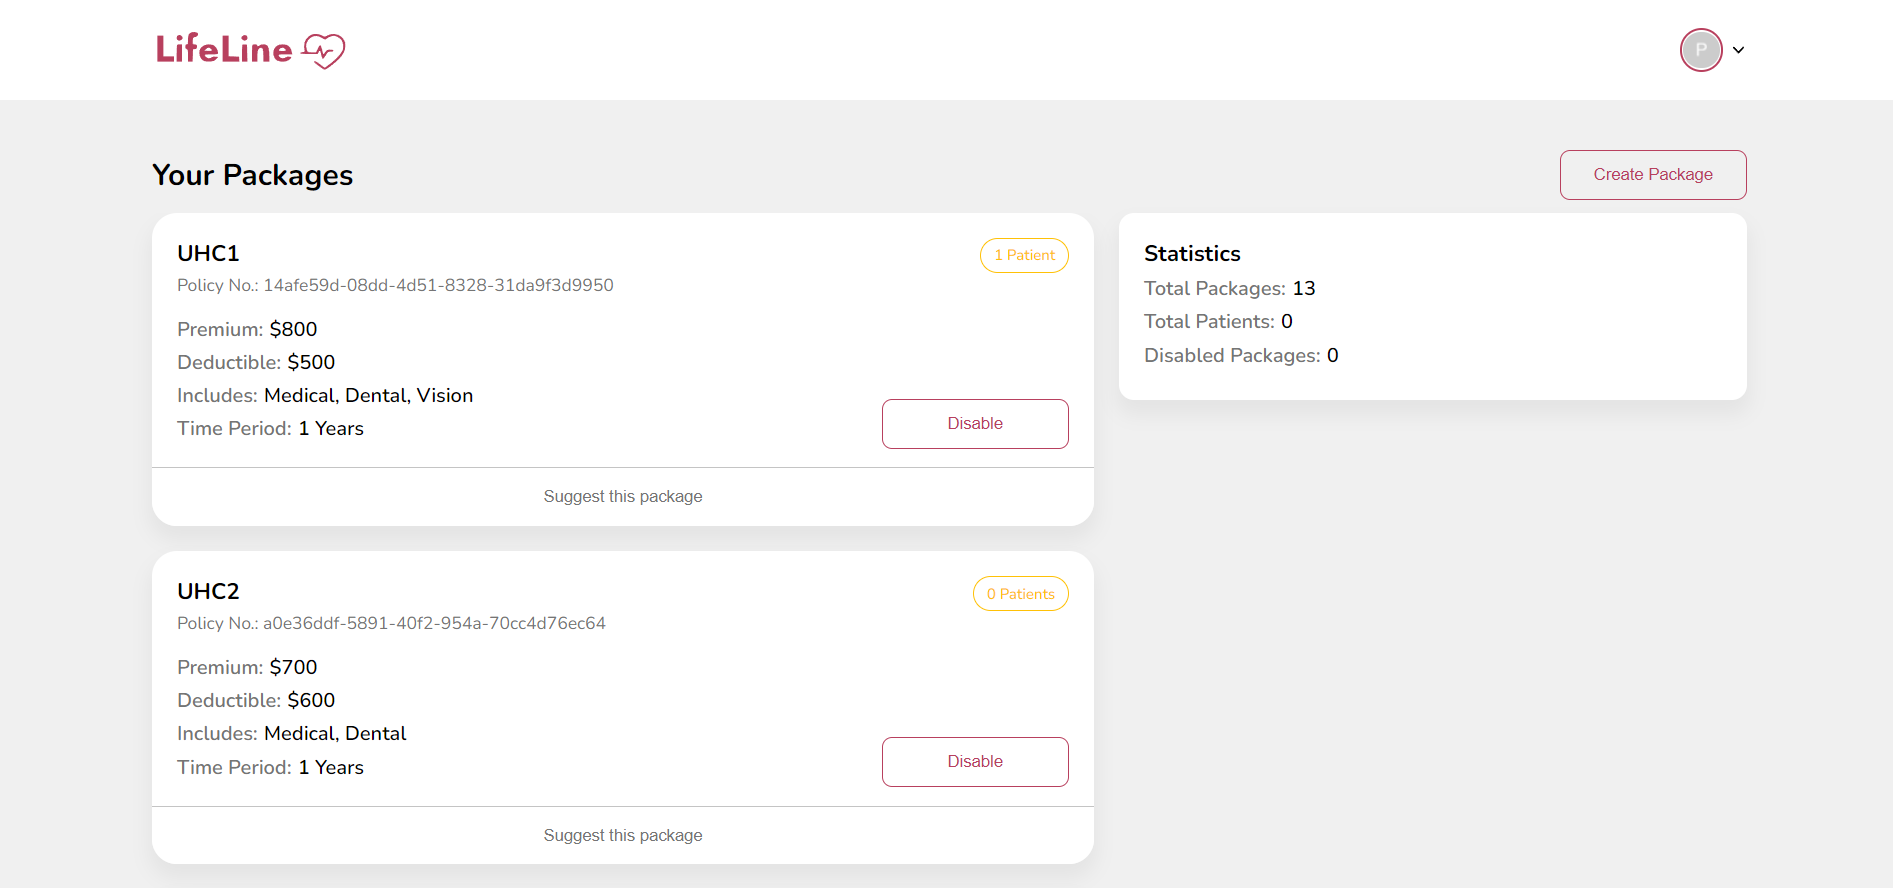 LifeLine
P
Your Packages
Create Package
UHC1
1 Patient
Policy No.: 14afe59d-08dd-4d51-8328-31da9f3d9950
Premium: $800
Deductible: $500
Includes: Medical, Dental, Vision
Time Period: 1 Years
Disable
Suggest this package
Statistics
Total Packages: 13
Total Patients: 0
Disabled Packages: 0
UHC2
0 Patients
Policy No.: a0e36ddf-5891-40f2-954a-70cc4d76ec64
Premium: $700
Deductible: $600
Includes: Medical, Dental
Time Period: 1 Years
Disable
Suggest this package